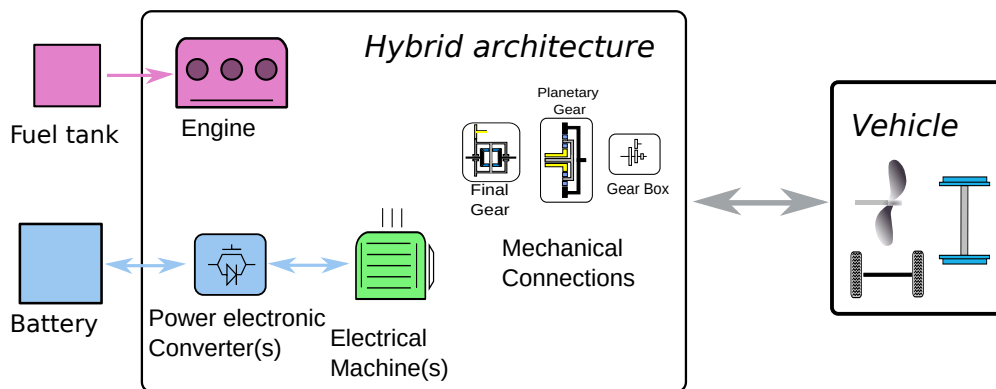 Hybrid architecture
Fuel tank
Engine
Planetary
Gear
Final
Gear
Gear Box
Mechanical
Connections
Vehicle
Battery
Power electronic
Converter(s)
Electrical
Machine(s)